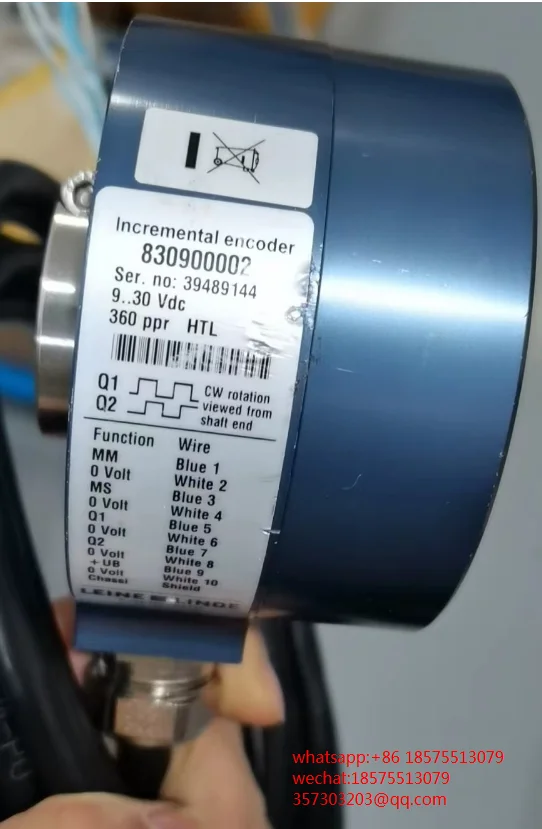 Incremental encoder
830900002
Ser. no: 39489144
9..30 Vdc
360 ppr HTL
Q1
Q2
CW rotation
viewed from
shaft end
Function Wire
MM Blue 1
0 Volt White 2
MS Blue 3
0 Volt White 4
Q1 Blue 5
0 Volt White 6
Q2 Blue 7
0 Volt White 8
+ UB Blue 9
0 Volt White 10
Chassi Shield
LEINE LINDE
whatsapp:+86 18575513079
wechat:18575513079
357303203@qq.com